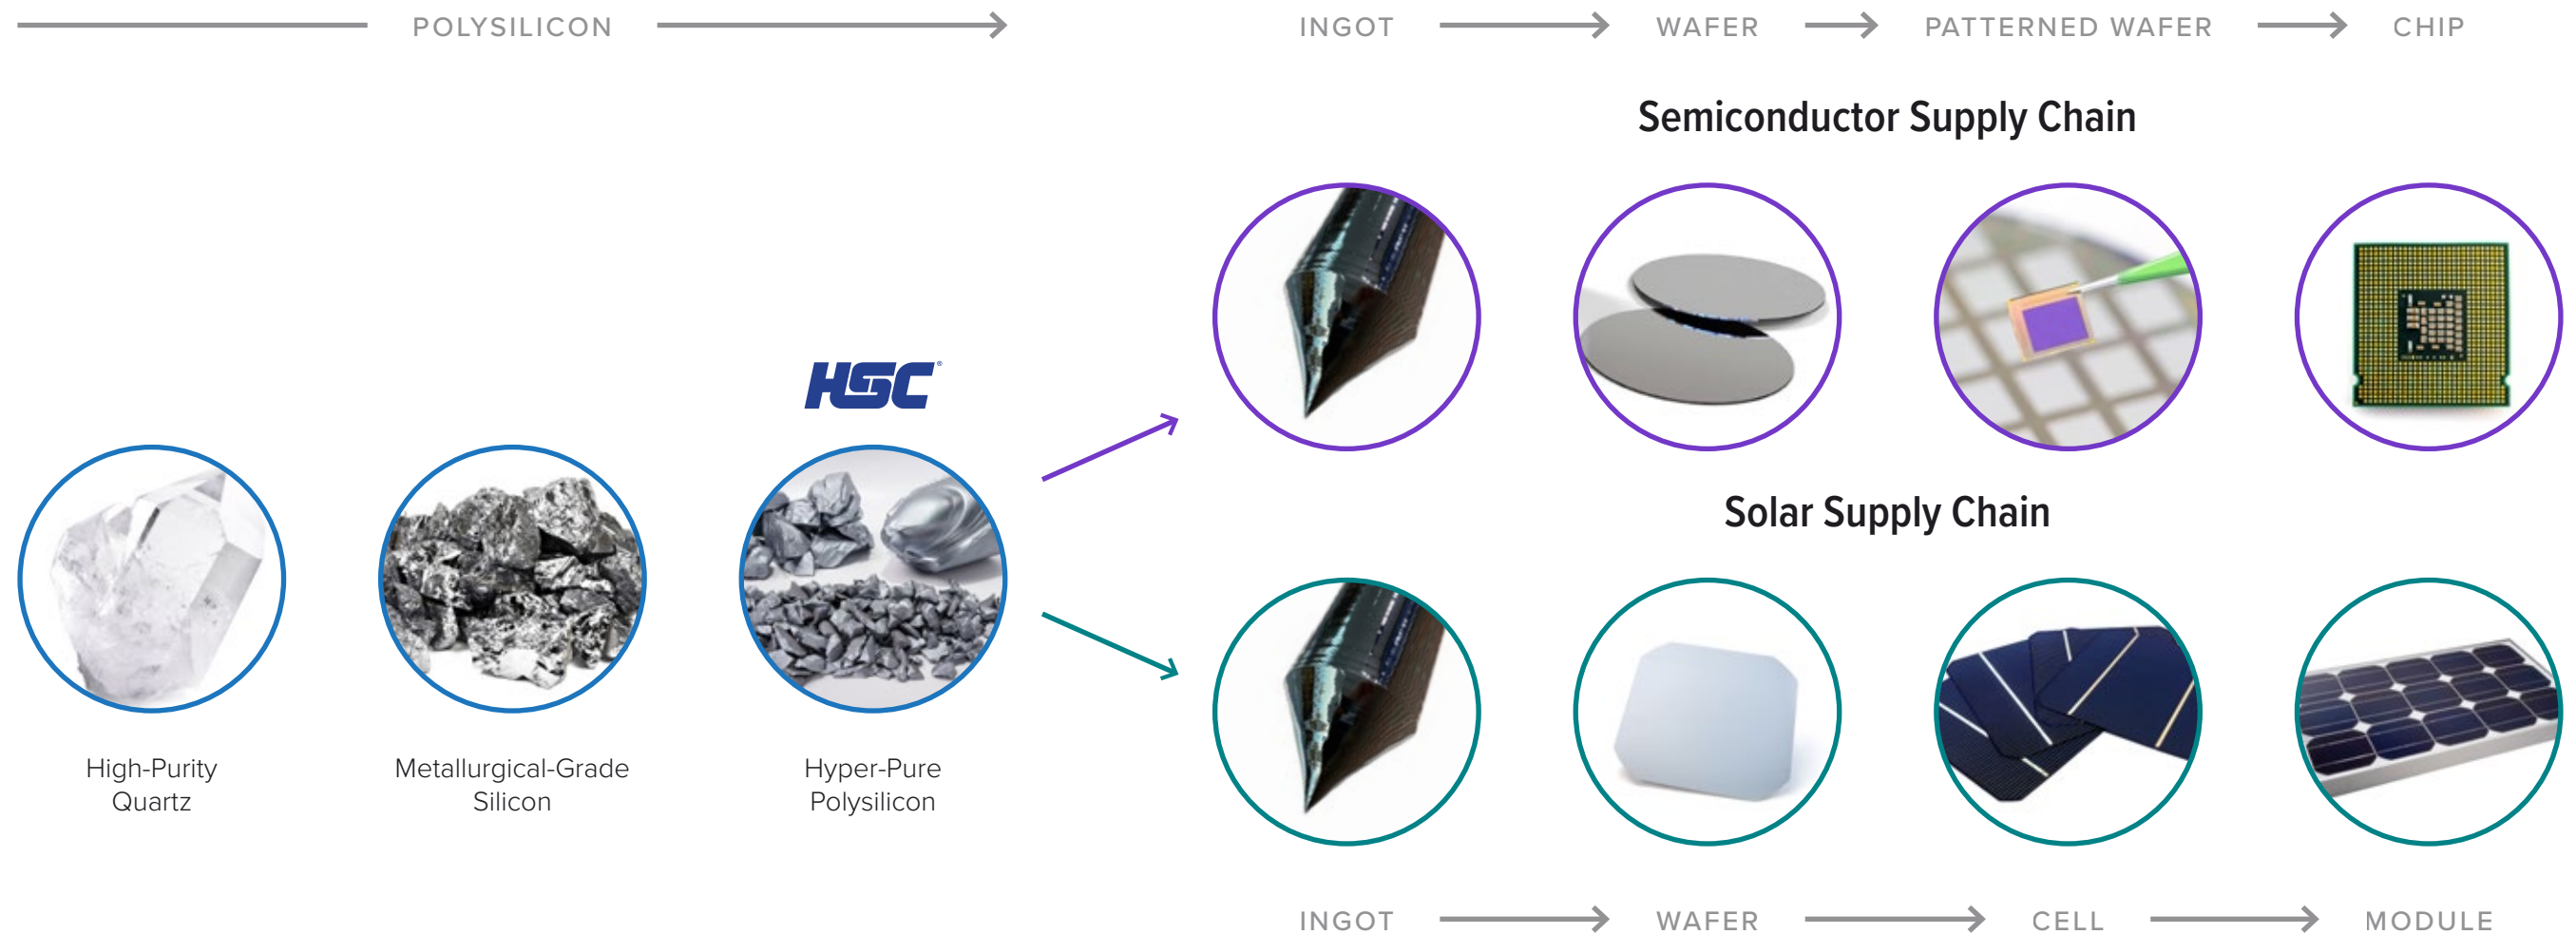 POLYSILICON
INGOT
WAFER
PATTERNED WAFER
CHIP
Semiconductor Supply Chain
HSC®
Solar Supply Chain
High-Purity
Quartz
Metallurgical-Grade
Silicon
Hyper-Pure
Polysilicon
INGOT
WAFER
CELL
MODULE